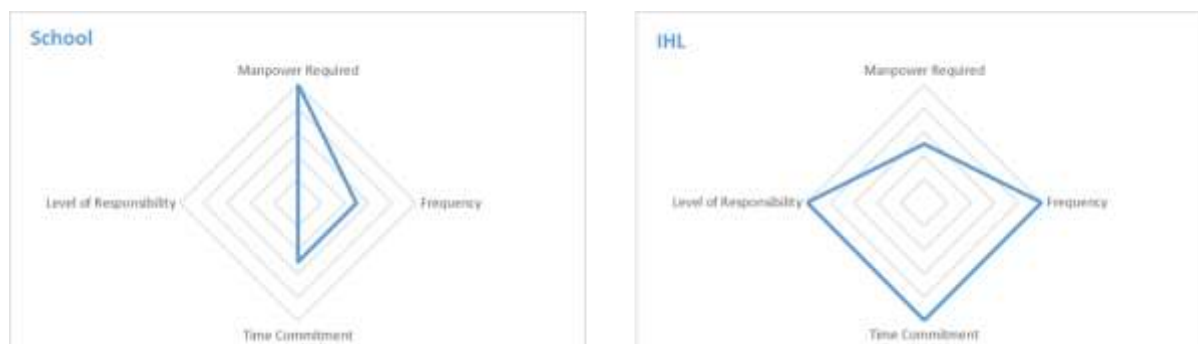 School
Manpower Required
Level of Responsibility
Frequency
Time Commitment
IHL
Manpower Required
Level of Responsibility
Frequency
Time Commitment